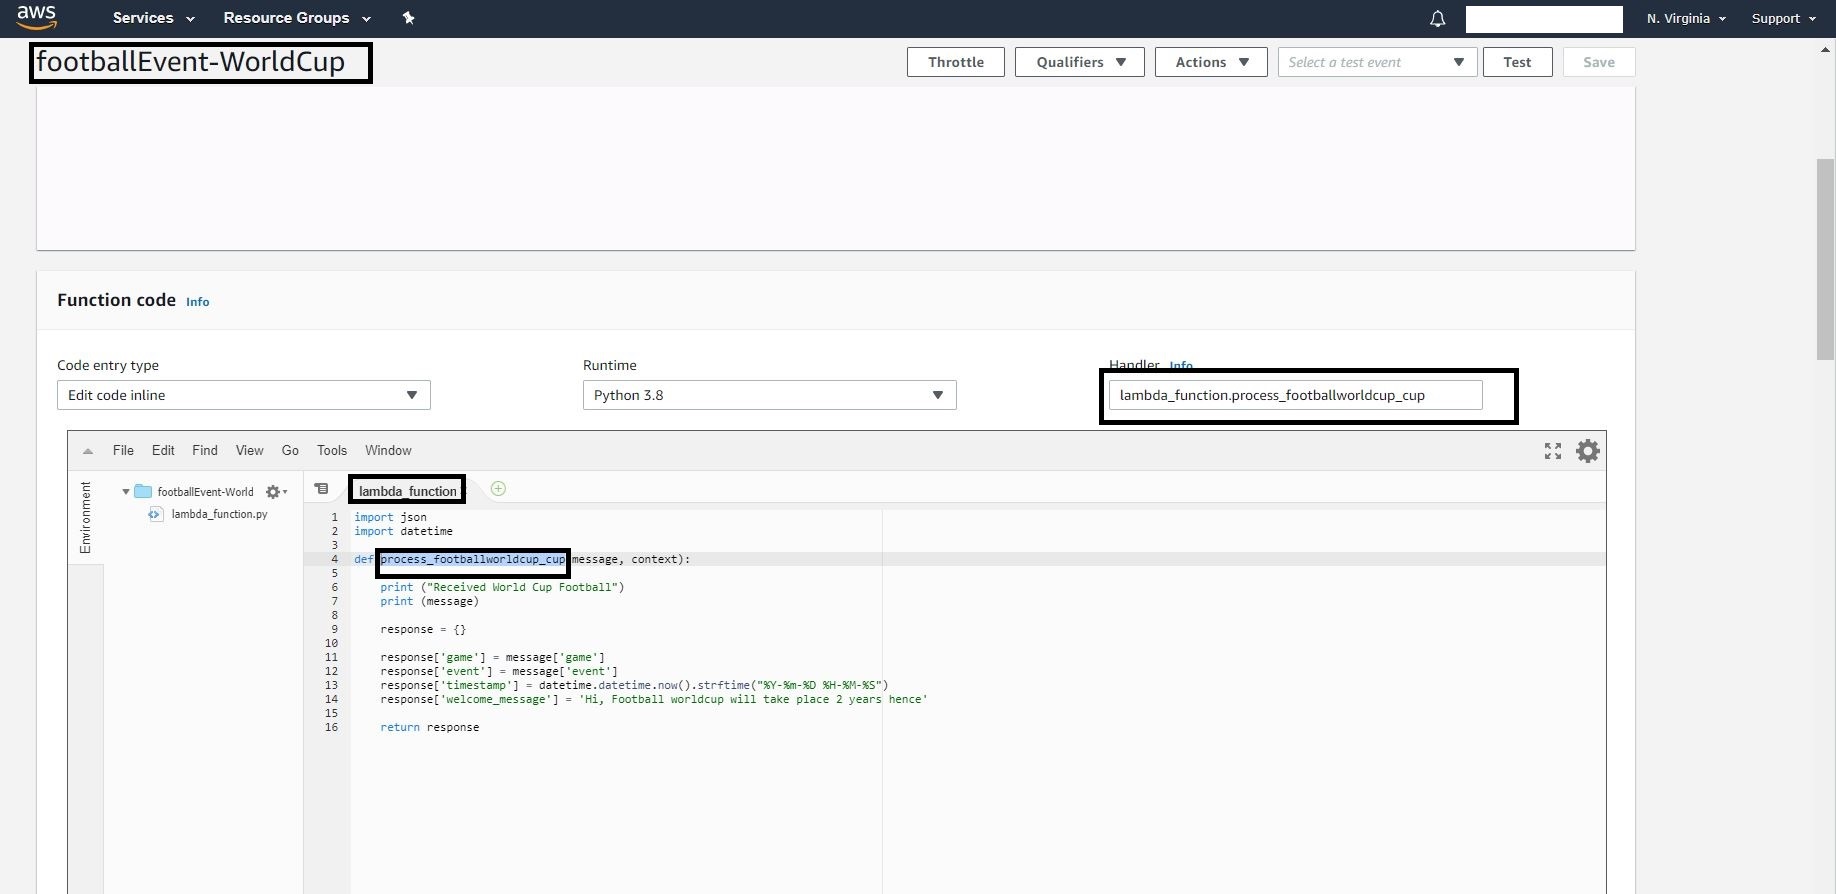 aws Services Resource Groups N. Virginia Support
footballEvent-WorldCup Throttle Qualifiers Actions Select a test event Test Save
Function code Info
Code entry type Runtime Handler Info
Edit code inline Python 3.8 lambda_function.process_footballworldcup_cup
File Edit Find View Go Tools Window
Environment
footballEvent-World
lambda_function.py
lambda_function
1 import json
2 import datetime
3
4 def process_footballworldcup_cup message, context):
5
6 print ("Received World Cup Football")
7 print (message)
8
9 response = {}
10
11 response['game'] = message['game']
12 response['event'] = message['event']
13 response['timestamp'] = datetime.datetime.now().strftime("%Y-%m-%D %H-%M-%S")
14 response['welcome_message'] = 'Hi, Football worldcup will take place 2 years hence'
15
16 return response